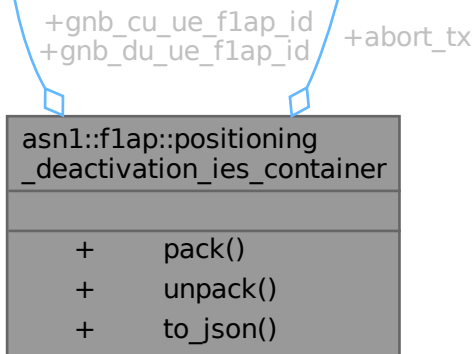 +gnb_cu_ue_f1ap_id
+gnb_du_ue_f1ap_id
+abort_tx
asn1::f1ap::positioning
_deactivation_ies_container
+ pack()
+ unpack()
+ to_json()